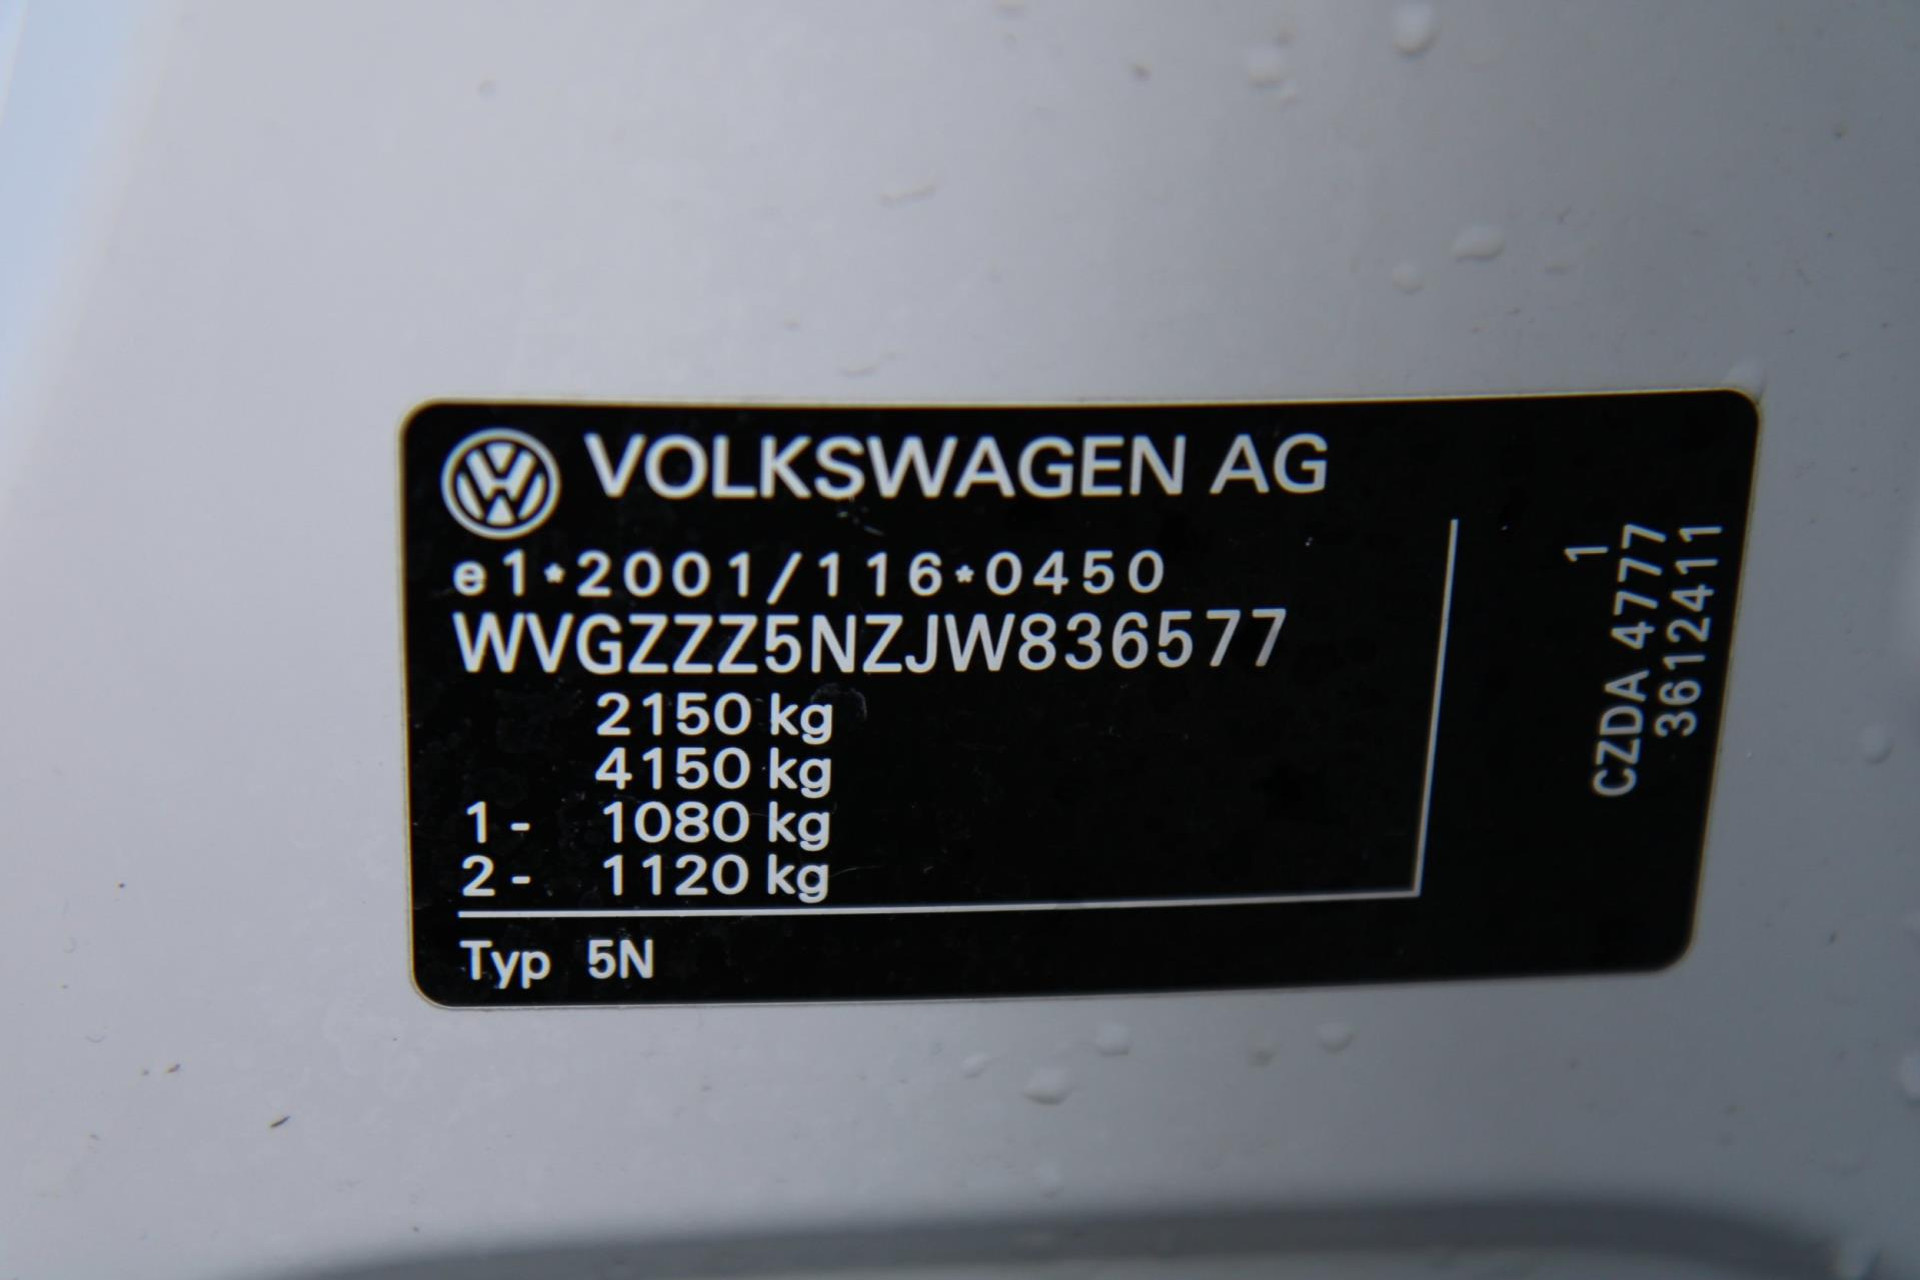 VOLKSWAGEN AG
e1*2001/116*0450
WVGZZZ5NZJW836577
2150 kg
4150 kg
1- 1080 kg
2- 1120 kg
Typ 5N
1
CZDA 4777
3612411